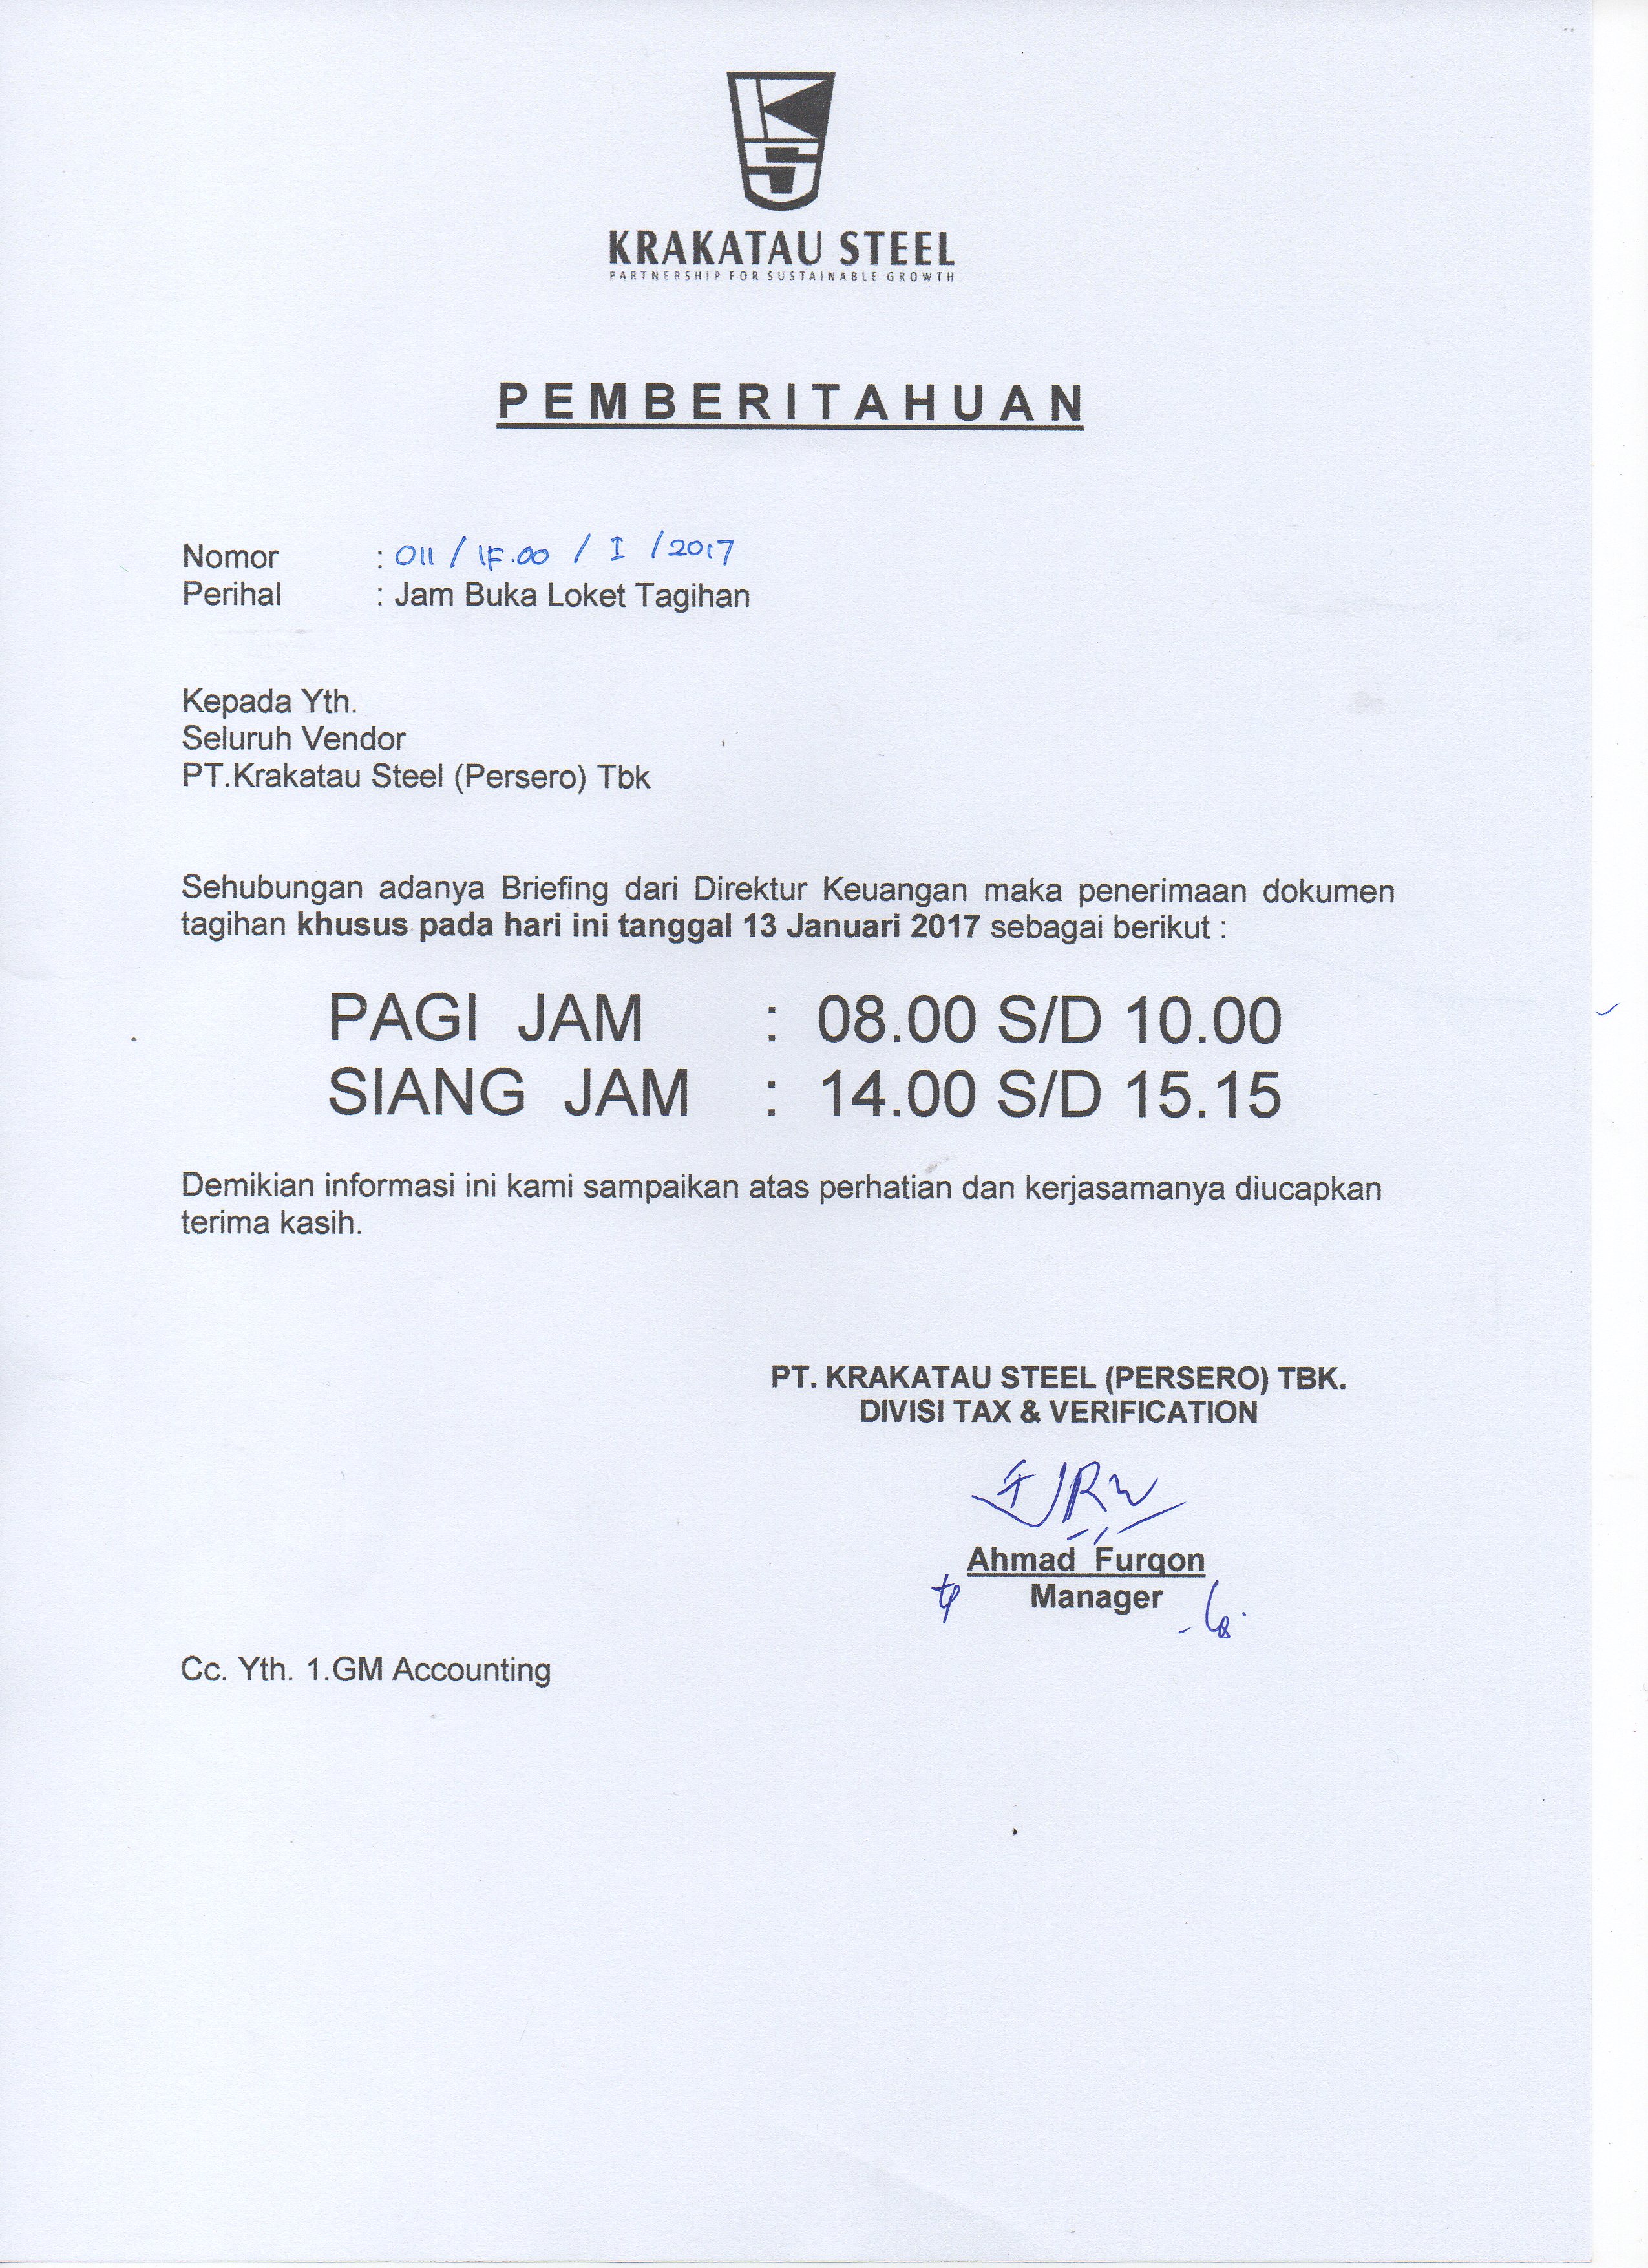 KRAKATAU STEEL
PARTNERSHIP FOR SUSTAINABLE GROWTH
PEMBERITAHUAN
Nomor : 011 / IF.00 / I / 2017
Perihal : Jam Buka Loket Tagihan
Kepada Yth.
Seluruh Vendor
PT.Krakatau Steel (Persero) Tbk
Sehubungan adanya Briefing dari Direktur Keuangan maka penerimaan dokumen
tagihan khusus pada hari ini tanggal 13 Januari 2017 sebagai berikut :
PAGI JAM : 08.00 S/D 10.00
SIANG JAM : 14.00 S/D 15.15
Demikian informasi ini kami sampaikan atas perhatian dan kerjasamanya diucapkan
terima kasih.
PT. KRAKATAU STEEL (PERSERO) TBK.
DIVISI TAX & VERIFICATION
Ahmad Furqon
Manager
Cc. Yth. 1.GM Accounting